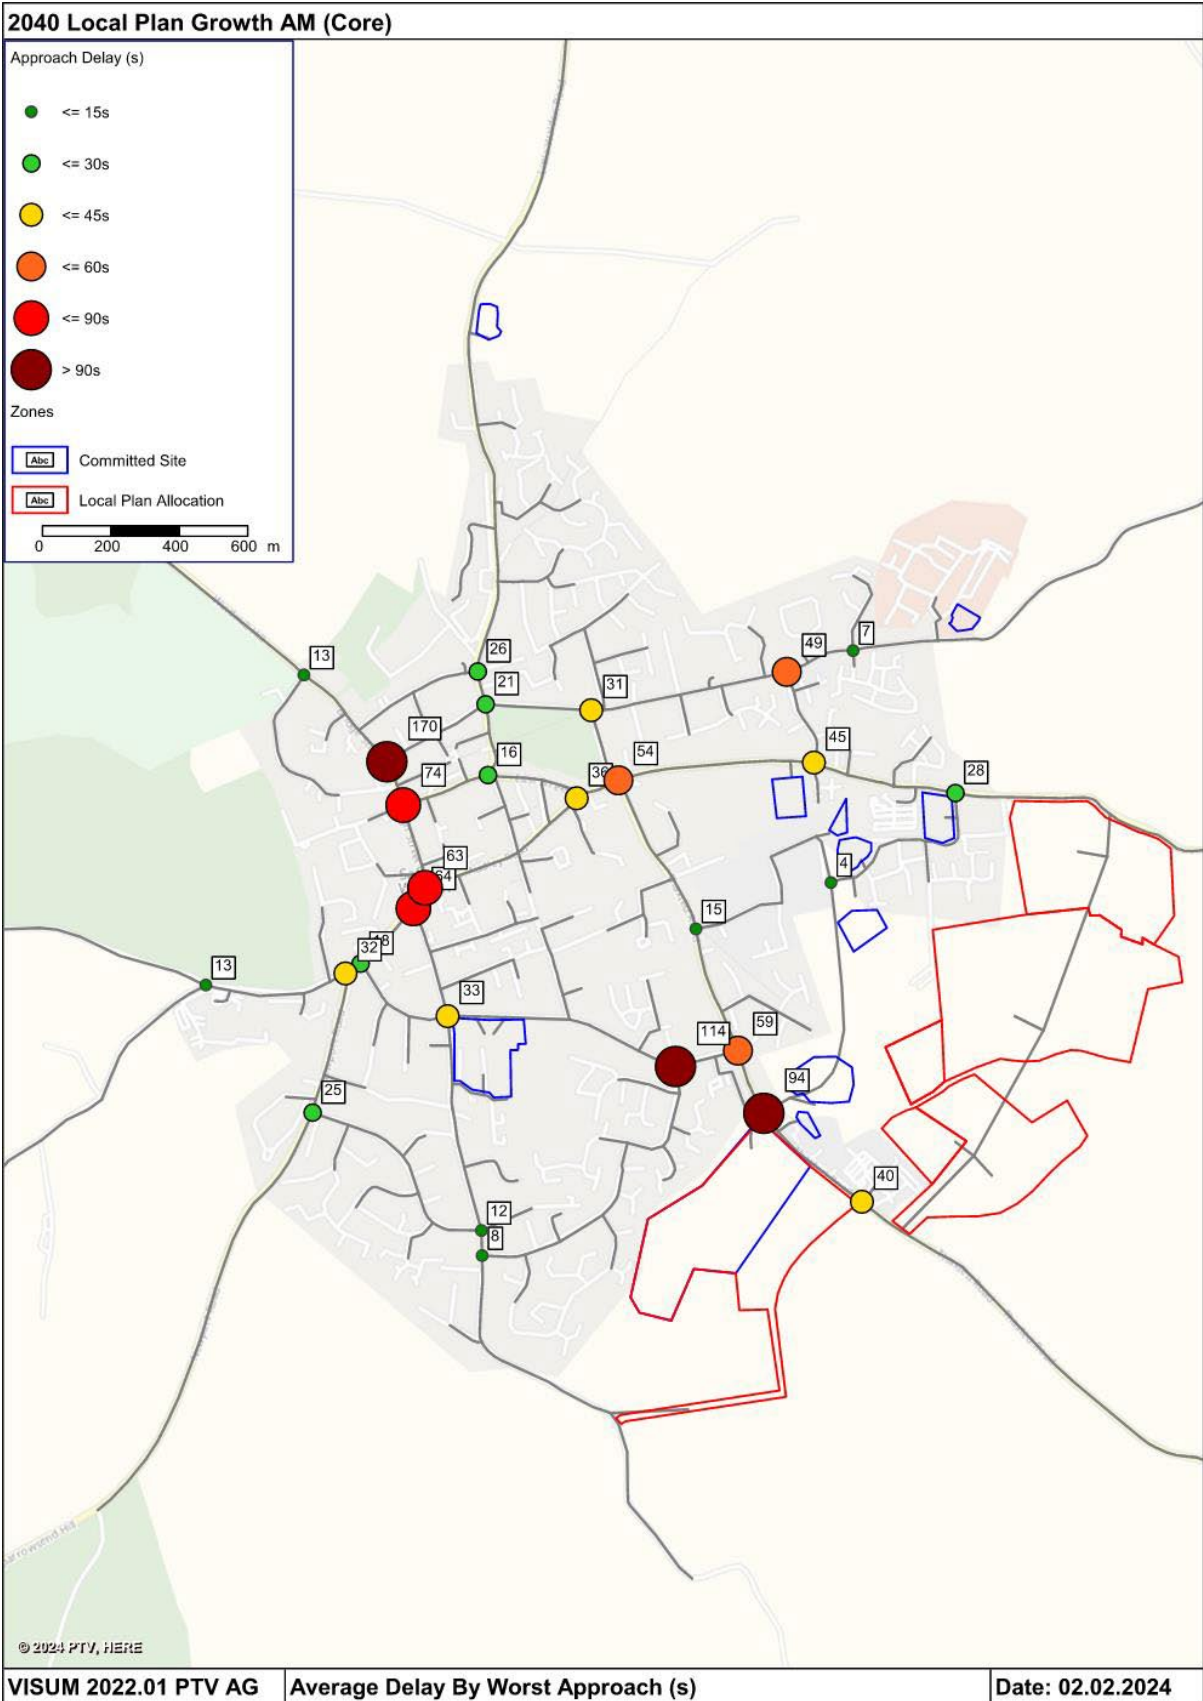 2040 Local Plan Growth AM (Core)
Approach Delay (s)
<= 15s
<= 30s
<= 45s
<= 60s
<= 90s
> 90s
Zones
Abc Committed Site
Abc Local Plan Allocation
0 200 400 600 m
7
49
26
13
21
31
170
45
54
16
74
36
28
63
4
15
18
32
13
33
59
114
94
25
40
12
8
© 2024 PTV, HERE
VISUM 2022.01 PTV AG
Average Delay By Worst Approach (s)
Date: 02.02.2024